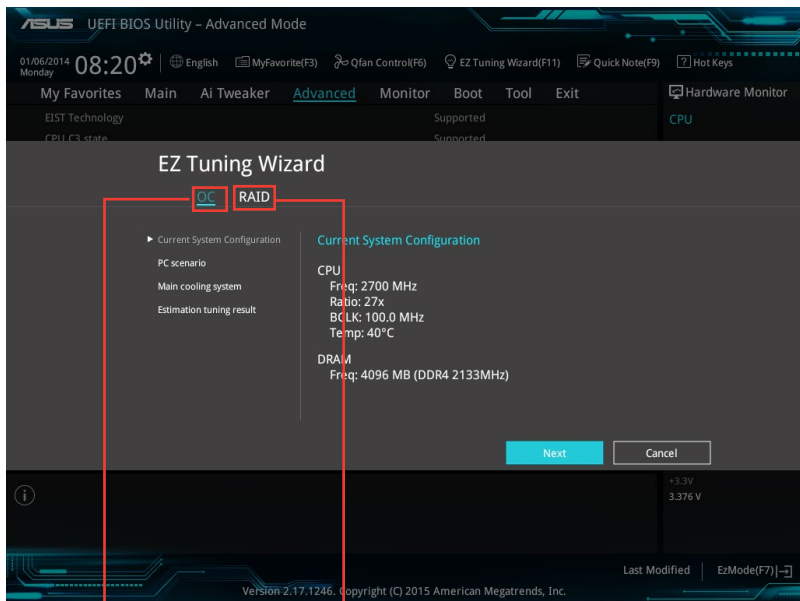 ASUS UEFI BIOS Utility – Advanced Mode
01/06/2014
Monday
08:20
English
MyFavorite(F3)
Qfan Control(F6)
EZ Tuning Wizard(F11)
Quick Note(F9)
? Hot Keys
My Favorites Main Ai Tweaker Advanced Monitor Boot Tool Exit
Hardware Monitor
EIST Technology Supported
CPU
CPU C3 state Supported
EZ Tuning Wizard
OC RAID
Current System Configuration
PC scenario
Main cooling system
Estimation tuning result
Current System Configuration
CPU
Freq: 2700 MHz
Ratio: 27x
BCLK: 100.0 MHz
Temp: 40°C
DRAM
Freq: 4096 MB (DDR4 2133MHz)
Next Cancel
+3.3V
3.376 V
i
Last Modified
EzMode(F7)
Version 2.17.1246. Copyright (C) 2015 American Megatrends, Inc.